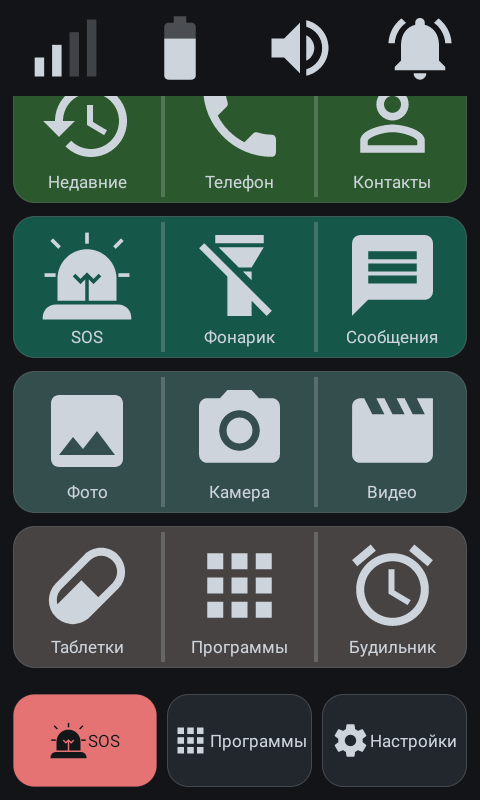 Недавние
Телефон
Контакты
SOS
Фонарик
Сообщения
Фото
Камера
Видео
Таблетки
Программы
Будильник
SOS
Программы
Настройки